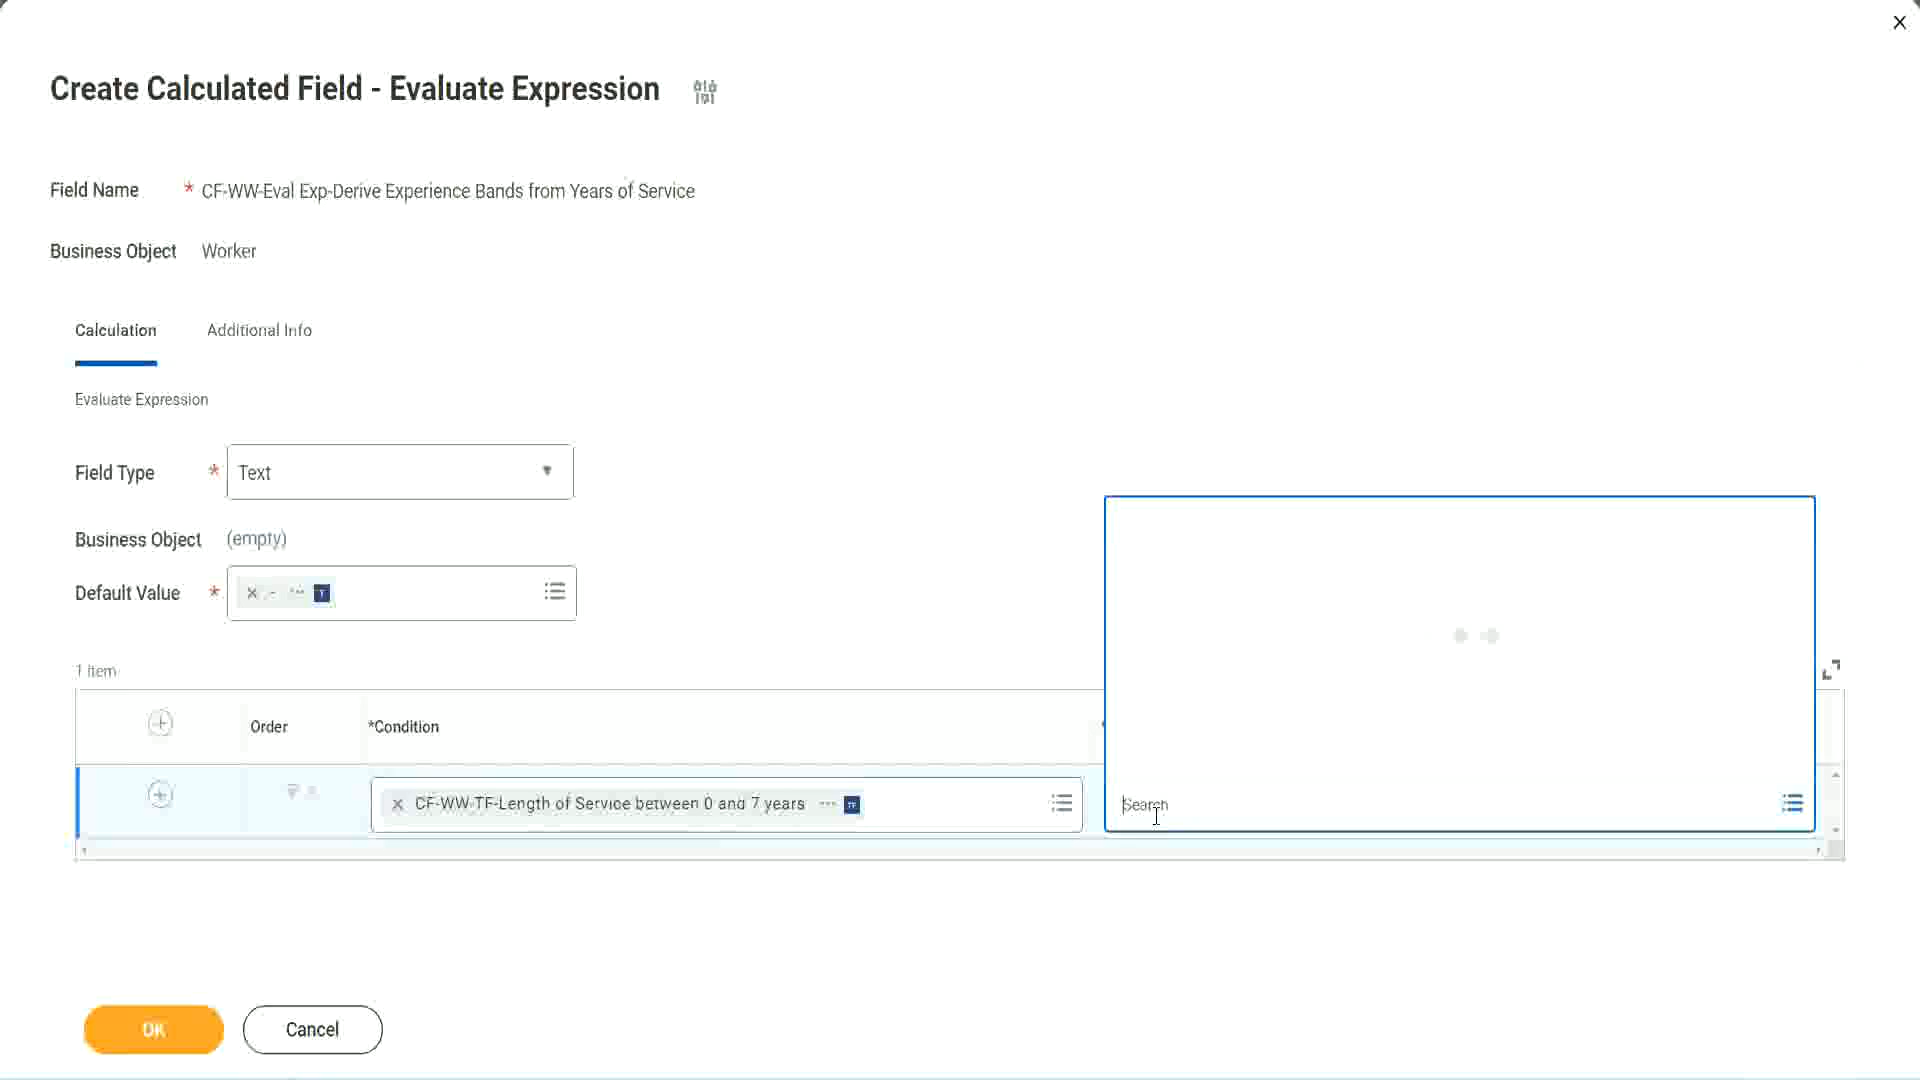 Create Calculated Field - Evaluate Expression
Field Name * CF-WW-Eval Exp-Derive Experience Bands from Years of Service
Business Object Worker
Calculation Additional Info
Evaluate Expression
Field Type * Text
Business Object (empty)
Default Value * - T
1 item
Order *Condition
CF-WW-TF-Length of Service between 0 and 7 years TF
Search
OK Cancel